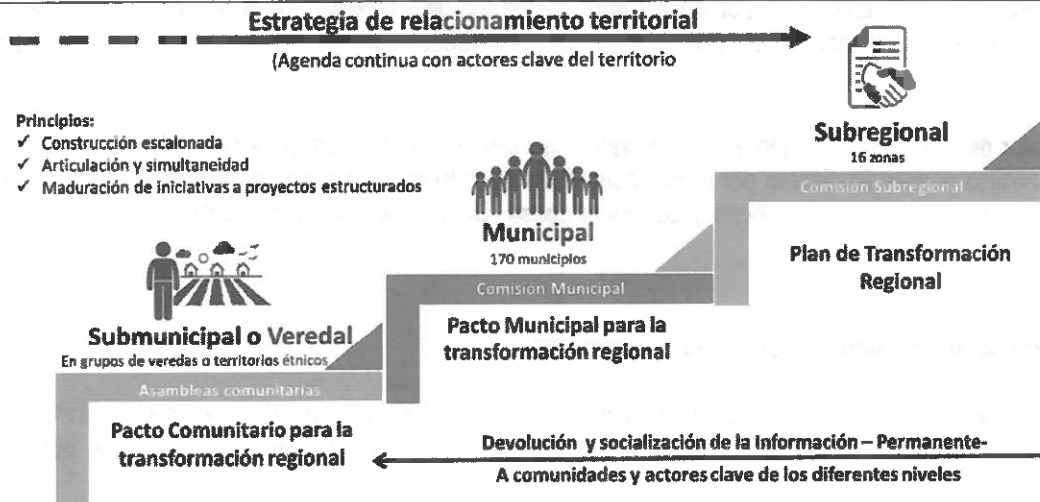 Estrategia de relacionamiento territorial
(Agenda continua con actores clave del territorio
Principios:
✓ Construcción escalonada
✓ Articulación y simultaneidad
✓ Maduración de iniciativas a proyectos estructurados
Subregional
16 zonas
Comisión Subregional
Plan de Transformación
Regional
Municipal
170 municipios
Comisión Municipal
Pacto Municipal para la
transformación regional
Submunicipal o Veredal
En grupos de veredas o territorios étnicos
Asambleas comunitarias
Pacto Comunitario para la
transformación regional
Devolución y socialización de la Información – Permanente-
A comunidades y actores clave de los diferentes niveles